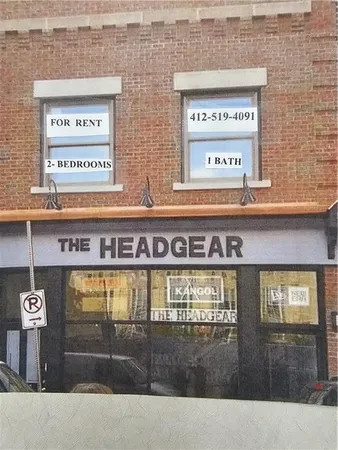 FOR RENT
412-519-4091
2- BEDROOMS
1 BATH
THE HEADGEAR
KANGOL
THE HEADGEAR
P